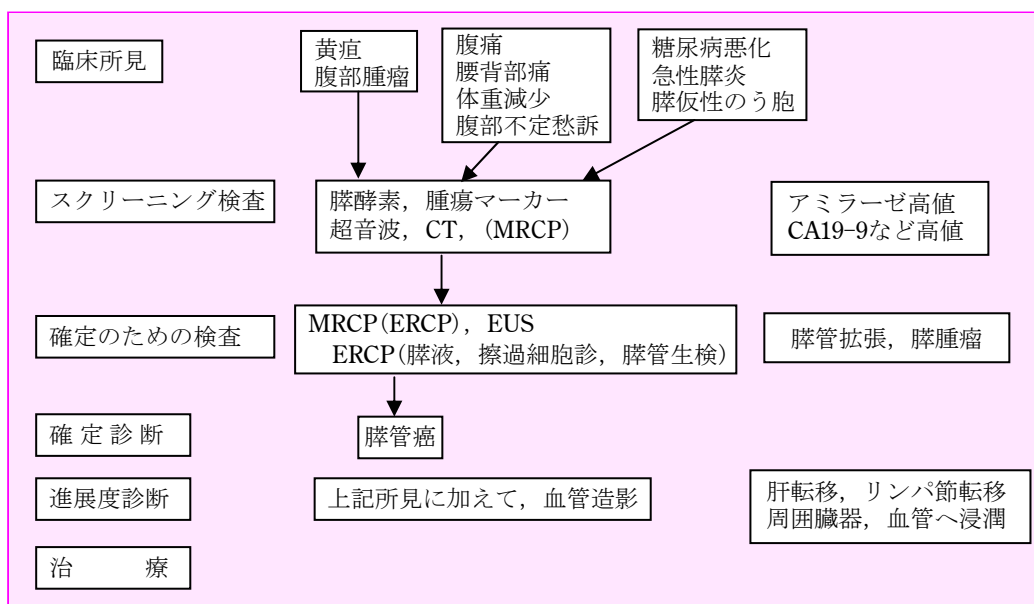 臨床所見
黄疸
腹部腫瘤
腹痛
腰背部痛
体重減少
腹部不定愁訴
糖尿病悪化
急性膵炎
膵仮性のう胞
スクリーニング検査
膵酵素，腫瘍マーカー
超音波，CT，(MRCP)
アミラーゼ高値
CA19-9など高値
確定のための検査
MRCP(ERCP)，EUS
ERCP(膵液，擦過細胞診，膵管生検)
膵管拡張，膵腫瘤
確定診断
膵管癌
進展度診断
上記所見に加えて，血管造影
肝転移，リンパ節転移
周囲臓器，血管へ浸潤
治　　　療